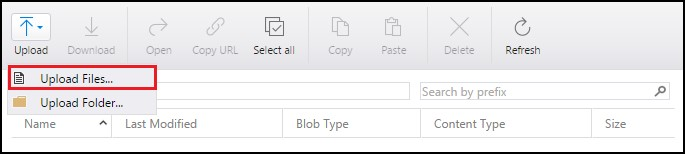 Upload Download Open Copy URL Select all Copy Paste Delete Refresh
Upload Files...
Search by prefix
Upload Folder...
Name Last Modified Blob Type Content Type Size